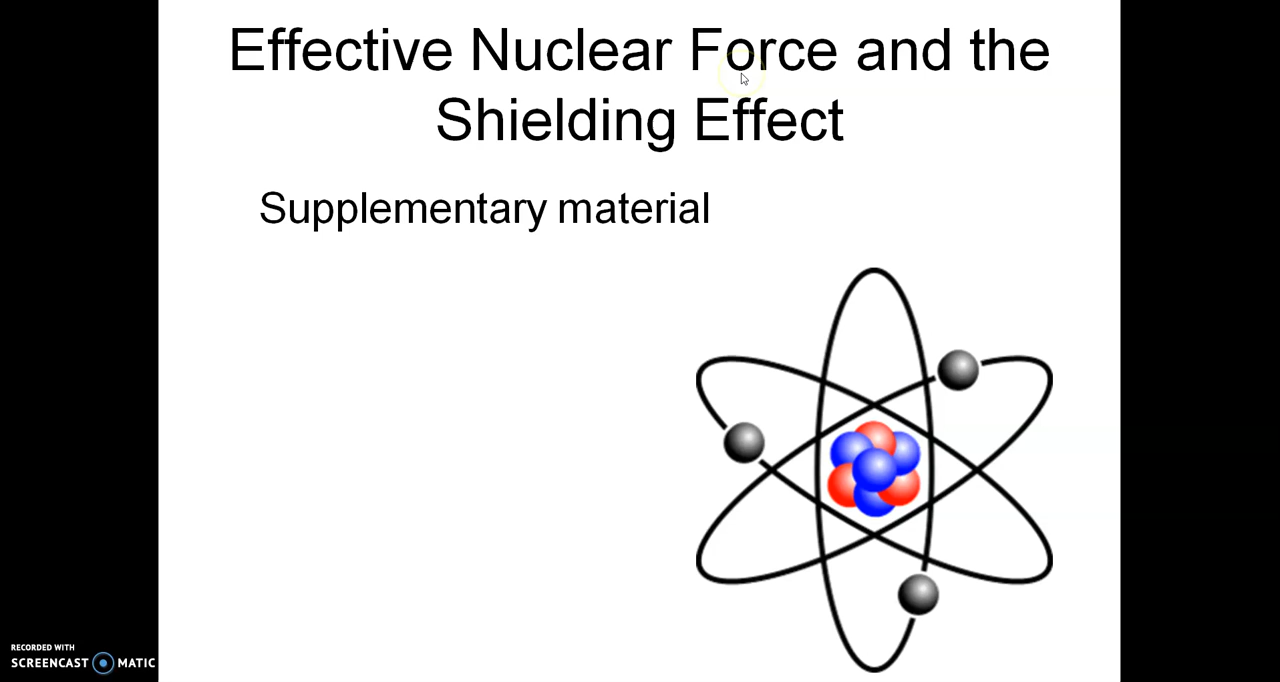 Effective Nuclear Force and the
Shielding Effect
Supplementary material
RECORDED WITH
SCREENCAST MATIC